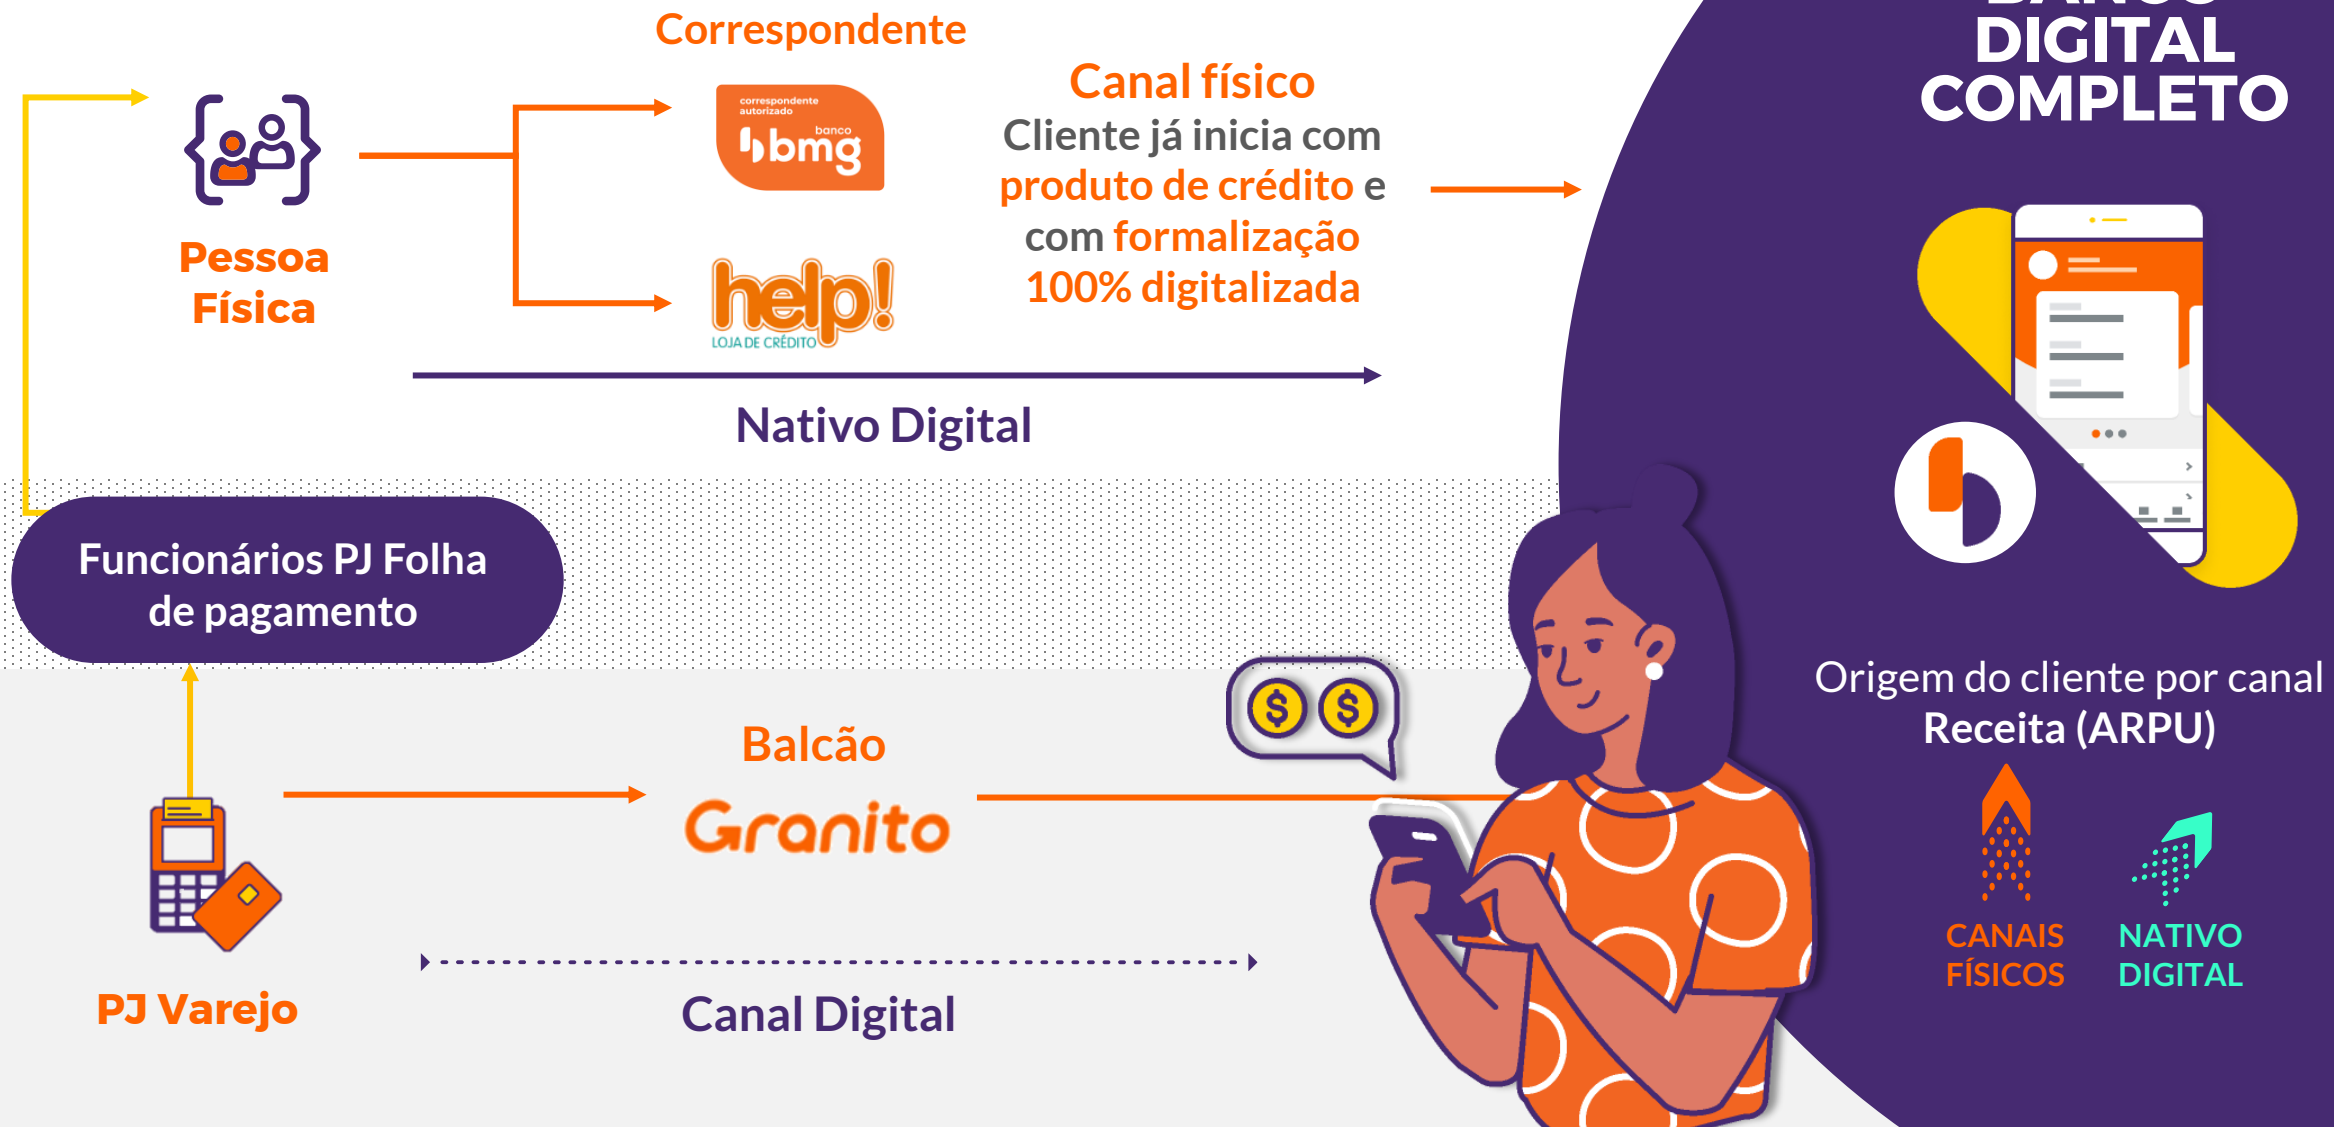 Correspondente
correspondente
autorizado
banco
bmg
Pessoa
Física
help!
LOJA DE CRÉDITO
Canal físico
Cliente já inicia com
produto de crédito e
com formalização
100% digitalizada
Nativo Digital
BANCO
DIGITAL
COMPLETO
Funcionários PJ Folha
de pagamento
Balcão
Granito
PJ Varejo
Canal Digital
$ $
Origem do cliente por canal
Receita (ARPU)
CANAIS
FÍSICOS
NATIVO
DIGITAL